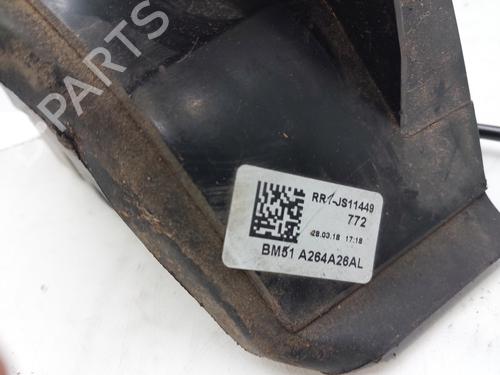 RR1-JS11449
772
28.03.18 17:18
BM51 A264A26AL
B-PARTS